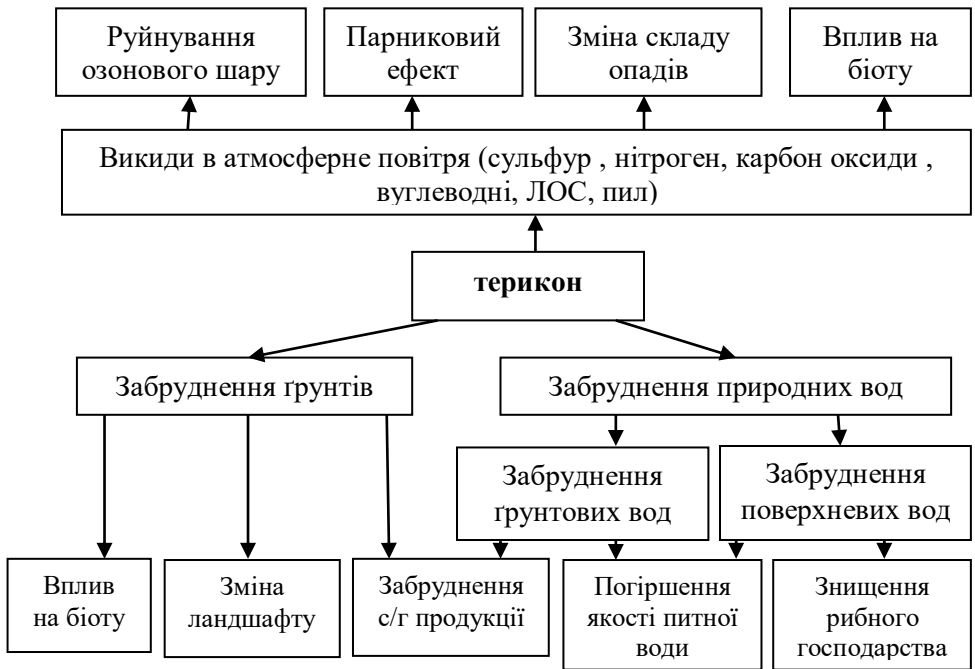 Руйнування
озонового шару
Парниковий
ефект
Зміна складу
опадів
Вплив на
біоту
Викиди в атмосферне повітря (сульфур , нітроген, карбон оксиди ,
вуглеводні, ЛОС, пил)
терикон
Забруднення ґрунтів
Забруднення природних вод
Забруднення
ґрунтових вод
Забруднення
поверхневих вод
Вплив
на біоту
Зміна
ландшафту
Забруднення
с/г продукції
Погіршення
якості питної
води
Знищення
рибного
господарства